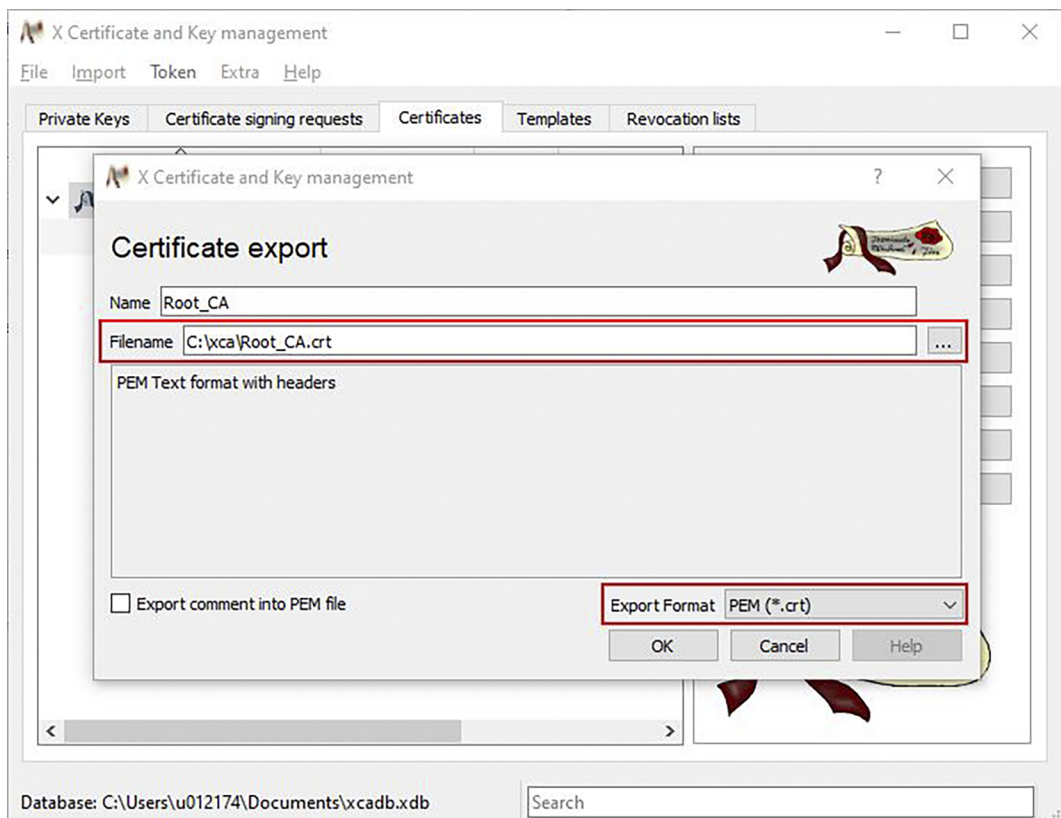 X Certificate and Key management
File Import Token Extra Help
Private Keys Certificate signing requests Certificates Templates Revocation lists
X Certificate and Key management ?
Certificate export
Name Root_CA
Filename C:\xca\Root_CA.crt ...
PEM Text format with headers
Export comment into PEM file
Export Format PEM (*.crt)
OK Cancel Help
Database: C:\Users\u012174\Documents\xcadb.xdb Search